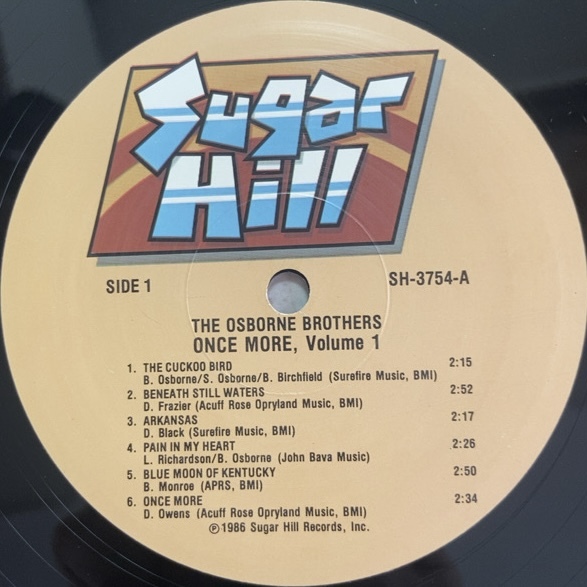 Sugar
Hill
SIDE 1
SH-3754-A
THE OSBORNE BROTHERS
ONCE MORE, Volume 1
1. THE CUCKOO BIRD 2:15
B. Osborne/S. Osborne/B. Birchfield (Surefire Music, BMI)
2. BENEATH STILL WATERS 2:52
D. Frazier (Acuff Rose Opryland Music, BMI)
3. ARKANSAS 2:17
D. Black (Surefire Music, BMI)
4. PAIN IN MY HEART 2:26
L. Richardson/B. Osborne (John Bava Music)
5. BLUE MOON OF KENTUCKY 2:50
B. Monroe (APRS, BMI)
6. ONCE MORE 2:34
D. Owens (Acuff Rose Opryland Music, BMI)
℗1986 Sugar Hill Records, Inc.